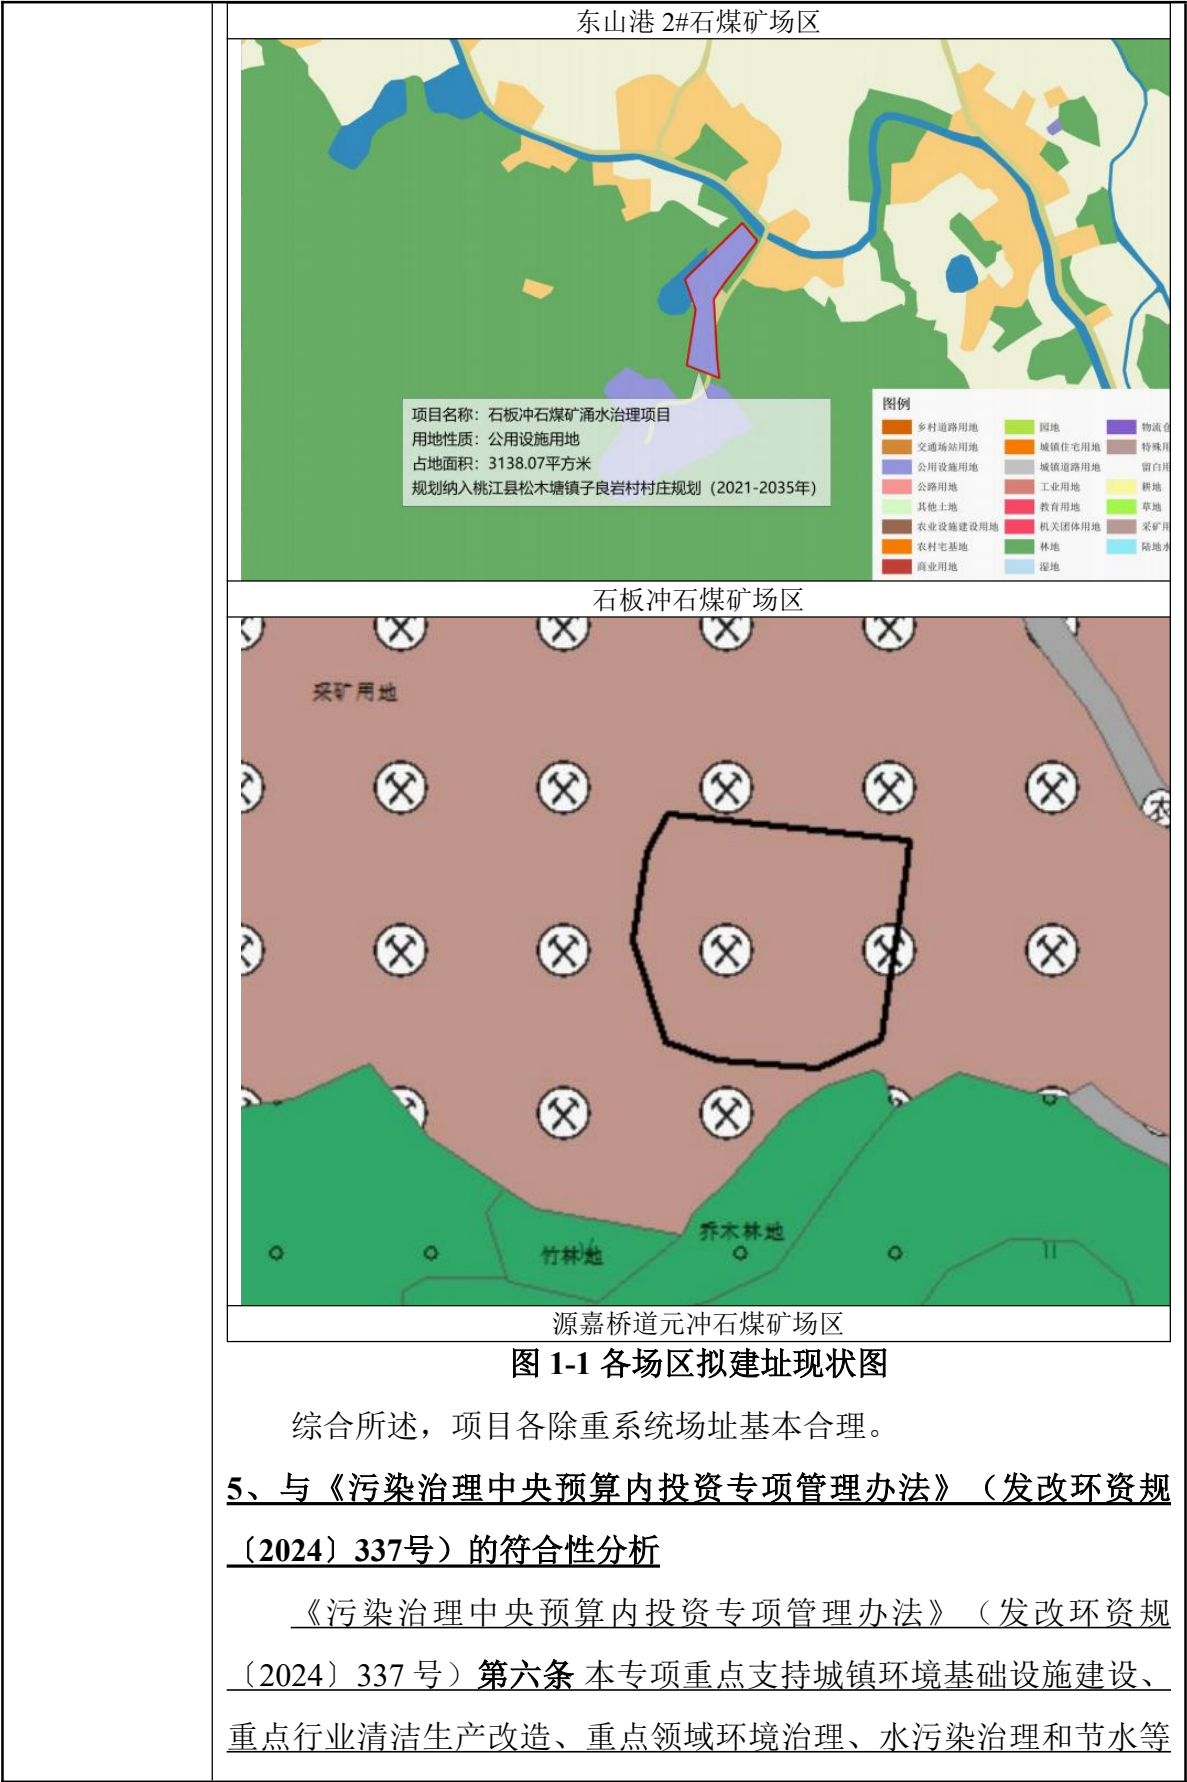 东山港 2#石煤矿场区
项目名称：石板冲石煤矿涌水治理项目
用地性质：公用设施用地
占地面积：3138.07平方米
规划纳入桃江县松木塘镇子良岩村村庄规划（2021-2035年）
图例
乡村道路用地 园地 物流仓
交通场站用地 城镇住宅用地 特殊用
公用设施用地 城镇道路用地 留白用
公路用地 工业用地 耕地
其他土地 教育用地 草地
农业设施建设用地 机关团体用地 采矿用
农村宅基地 林地 陆地水
商业用地 湿地
石板冲石煤矿场区
采矿用地
农
乔木林地
竹林地
源嘉桥道元冲石煤矿场区
图 1-1 各场区拟建址现状图
综合所述，项目各除重系统场址基本合理。
5、与《污染治理中央预算内投资专项管理办法》（发改环资规
〔2024〕337号）的符合性分析
《污染治理中央预算内投资专项管理办法》（发改环资规
〔2024〕337 号）第六条 本专项重点支持城镇环境基础设施建设、
重点行业清洁生产改造、重点领域环境治理、水污染治理和节水等